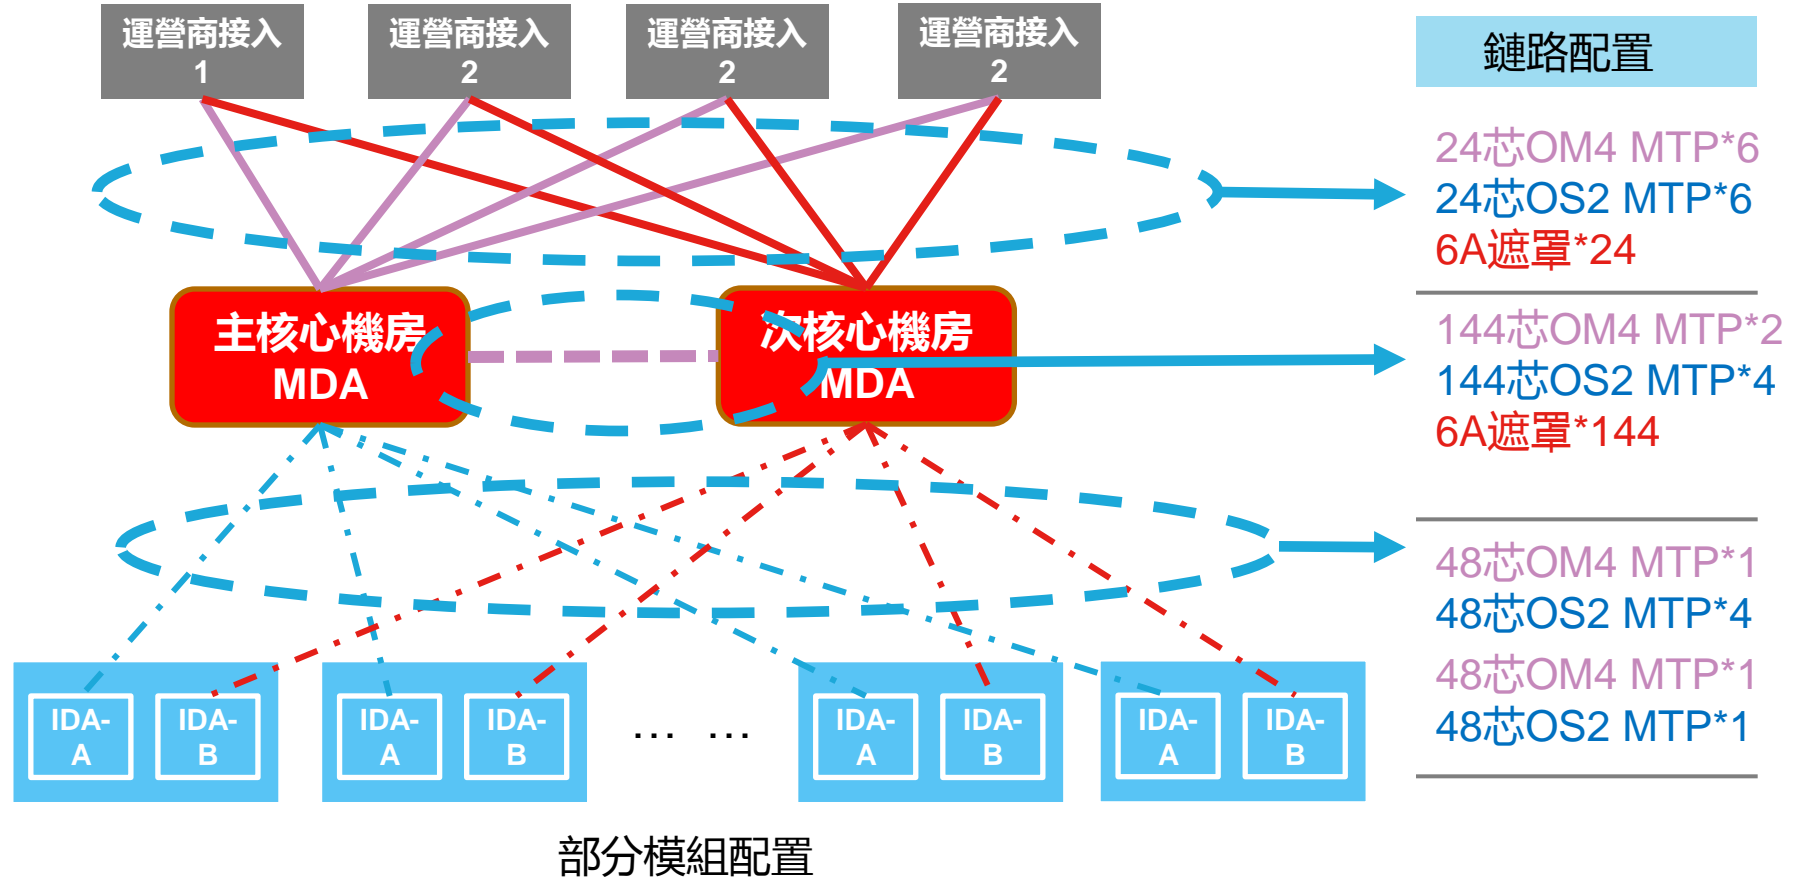 運營商接入
1
運營商接入
2
運營商接入
2
運營商接入
2
鏈路配置
24芯OM4 MTP*6
24芯OS2 MTP*6
6A遮罩*24
主核心機房
MDA
次核心機房
MDA
144芯OM4 MTP*2
144芯OS2 MTP*4
6A遮罩*144
48芯OM4 MTP*1
48芯OS2 MTP*4
48芯OM4 MTP*1
48芯OS2 MTP*1
IDA-
A
IDA-
B
IDA-
A
IDA-
B
... ...
IDA-
A
IDA-
B
IDA-
A
IDA-
B
部分模組配置